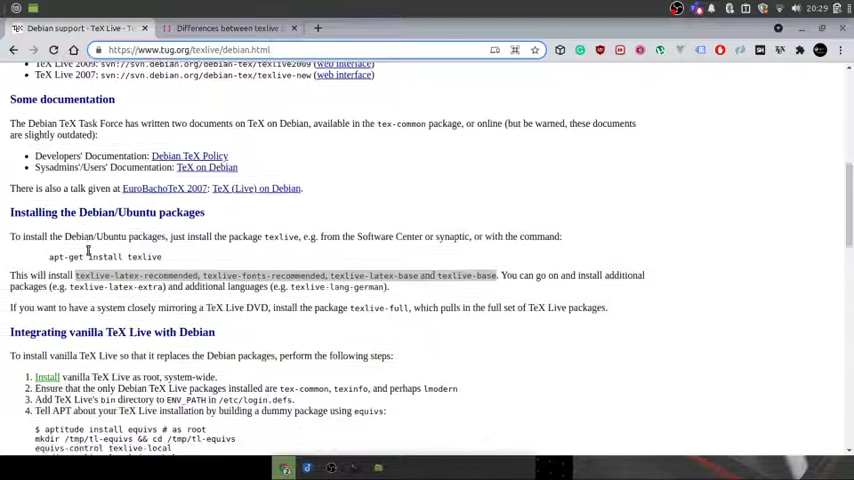 20:29
Debian support - TeX Live - Te
Differences between texlive p
https://www.tug.org/texlive/debian.html
TeX Live 2009: svn://svn.debian.org/debian-tex/texlive2009 (web interface)
TeX Live 2007: svn://svn.debian.org/debian-tex/texlive-new (web interface)
Some documentation
The Debian TeX Task Force has written two documents on TeX on Debian, available in the tex-common package, or online (but be warned, these documents
are slightly outdated):
Developers' Documentation: Debian TeX Policy
Sysadmins'/Users' Documentation: TeX on Debian
There is also a talk given at EuroBachoTeX 2007: TeX (Live) on Debian.
Installing the Debian/Ubuntu packages
To install the Debian/Ubuntu packages, just install the package texlive, e.g. from the Software Center or synaptic, or with the command:
apt-get install texlive
This will install texlive-latex-recommended, texlive-fonts-recommended, texlive-latex-base and texlive-base. You can go on and install additional
packages (e.g. texlive-latex-extra) and additional languages (e.g. texlive-lang-german).
If you want to have a system closely mirroring a TeX Live DVD, install the package texlive-full, which pulls in the full set of TeX Live packages.
Integrating vanilla TeX Live with Debian
To install vanilla TeX Live so that it replaces the Debian packages, perform the following steps:
1. Install vanilla TeX Live as root, system-wide.
2. Ensure that the only Debian TeX Live packages installed are tex-common, texinfo, and perhaps lmodern
3. Add TeX Live's bin directory to ENV_PATH in /etc/login.defs.
4. Tell APT about your TeX Live installation by building a dummy package using equivs:
$ aptitude install equivs # as root
mkdir /tmp/tl-equivs && cd /tmp/tl-equivs
equivs-control texlive-local